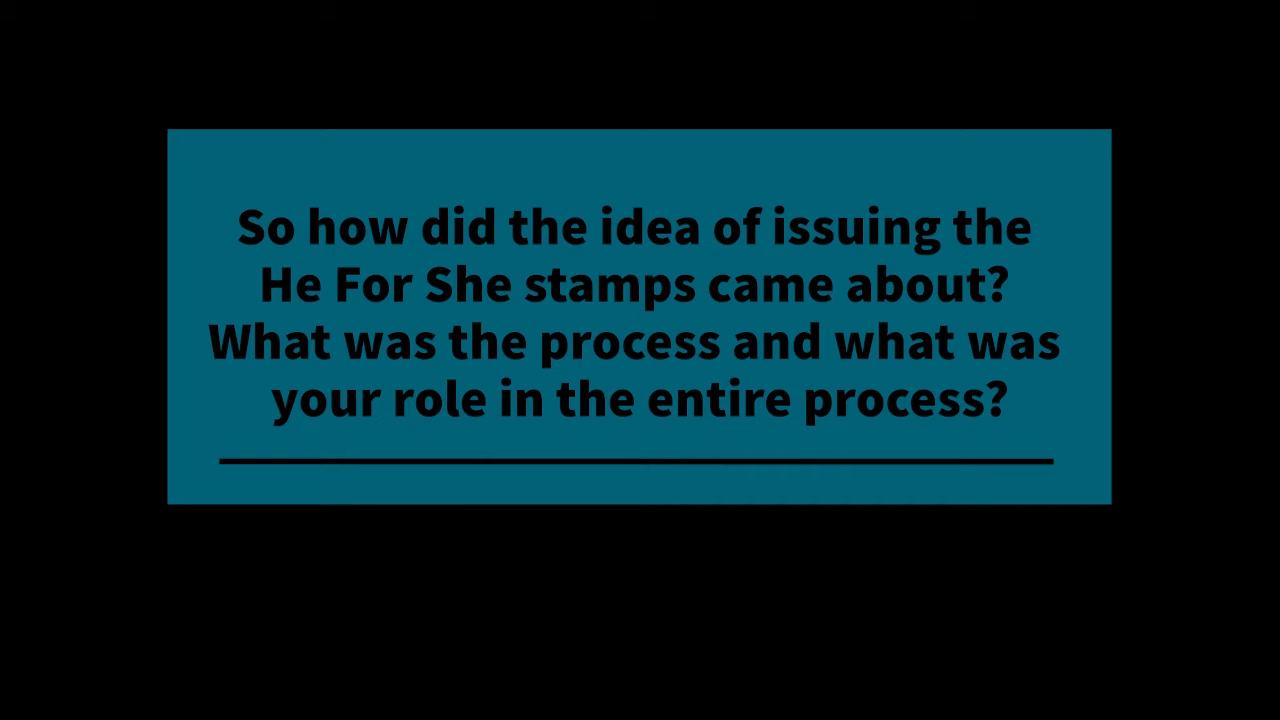 So how did the idea of issuing the
He For She stamps came about?
What was the process and what was
your role in the entire process?